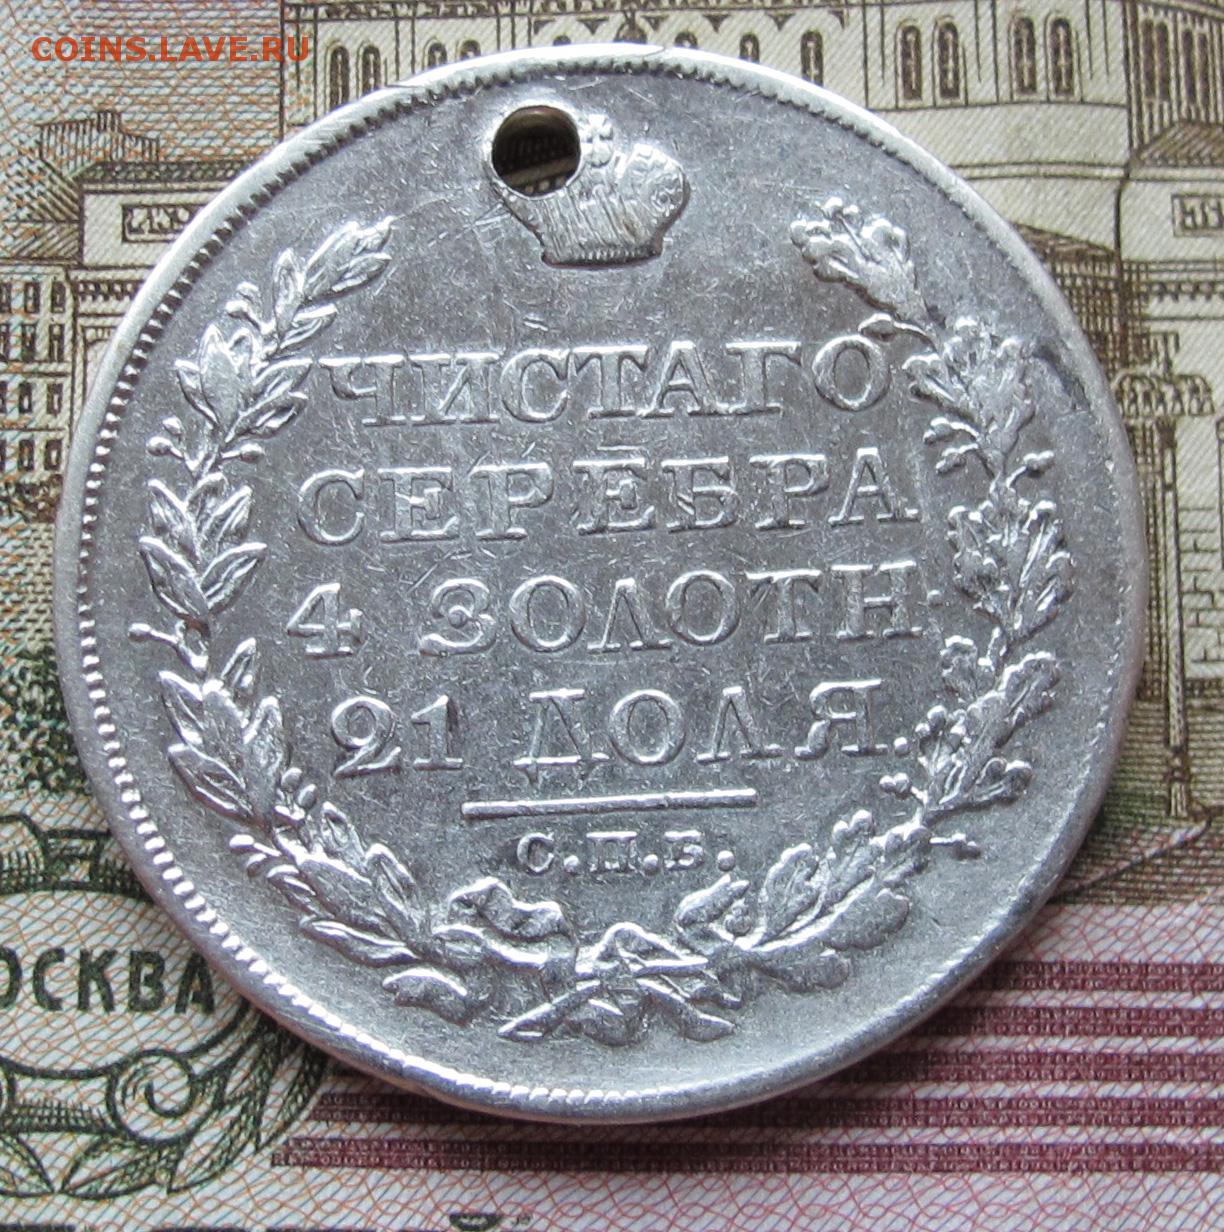 COINS.LAVE.RU
ЧИСТАГО
СЕРЕБРА
4 ЗОЛОТН
21 ДОЛЯ.
С.П.Б.
ОСКВА